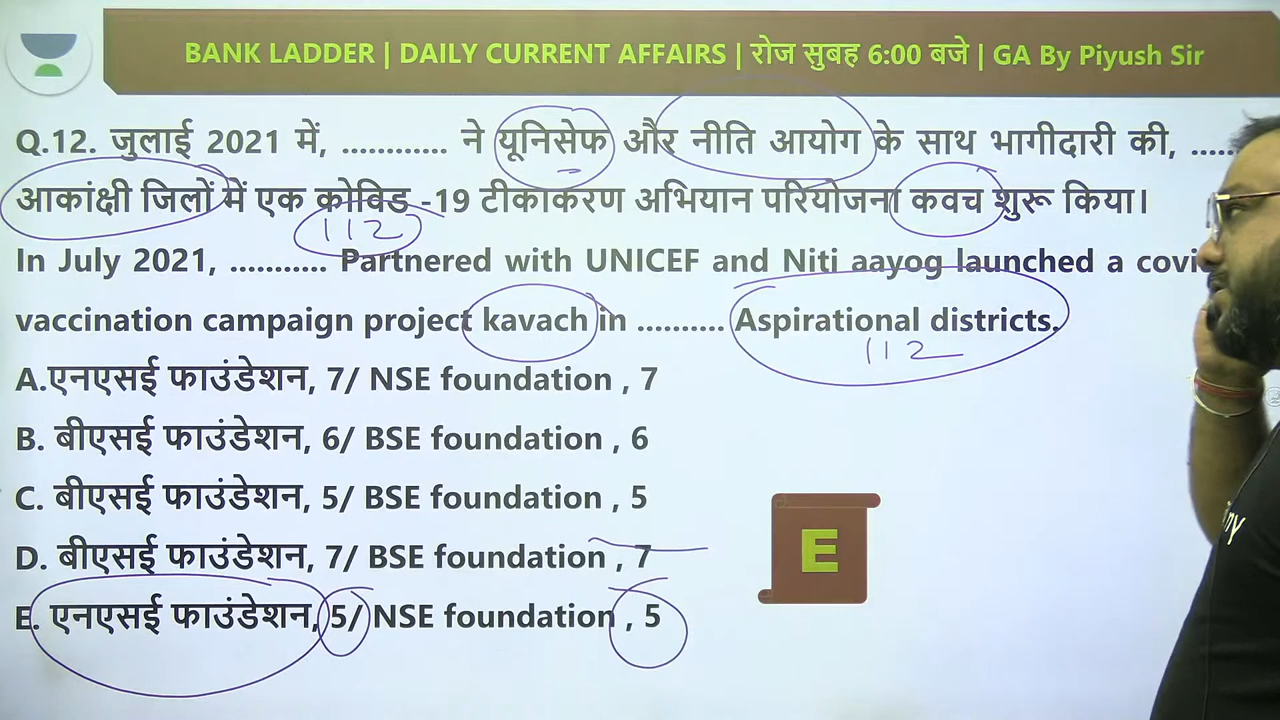 BANK LADDER | DAILY CURRENT AFFAIRS | रोज सुबह 6:00 बजे | GA By Piyush Sir
Q.12. जुलाई 2021 में, ............ ने यूनिसेफ और नीति आयोग के साथ भागीदारी की, .....
आकांक्षी जिलों में एक कोविड -19 टीकाकरण अभियान परियोजना कवच शुरू किया।
112
In July 2021, ........... Partnered with UNICEF and Niti aayog launched a covi
vaccination campaign project kavach in .......... Aspirational districts.
112
A.एनएसई फाउंडेशन, 7/ NSE foundation , 7
B. बीएसई फाउंडेशन, 6/ BSE foundation , 6
C. बीएसई फाउंडेशन, 5/ BSE foundation , 5
D. बीएसई फाउंडेशन, 7/ BSE foundation , 7
E. एनएसई फाउंडेशन, 5/ NSE foundation , 5
E